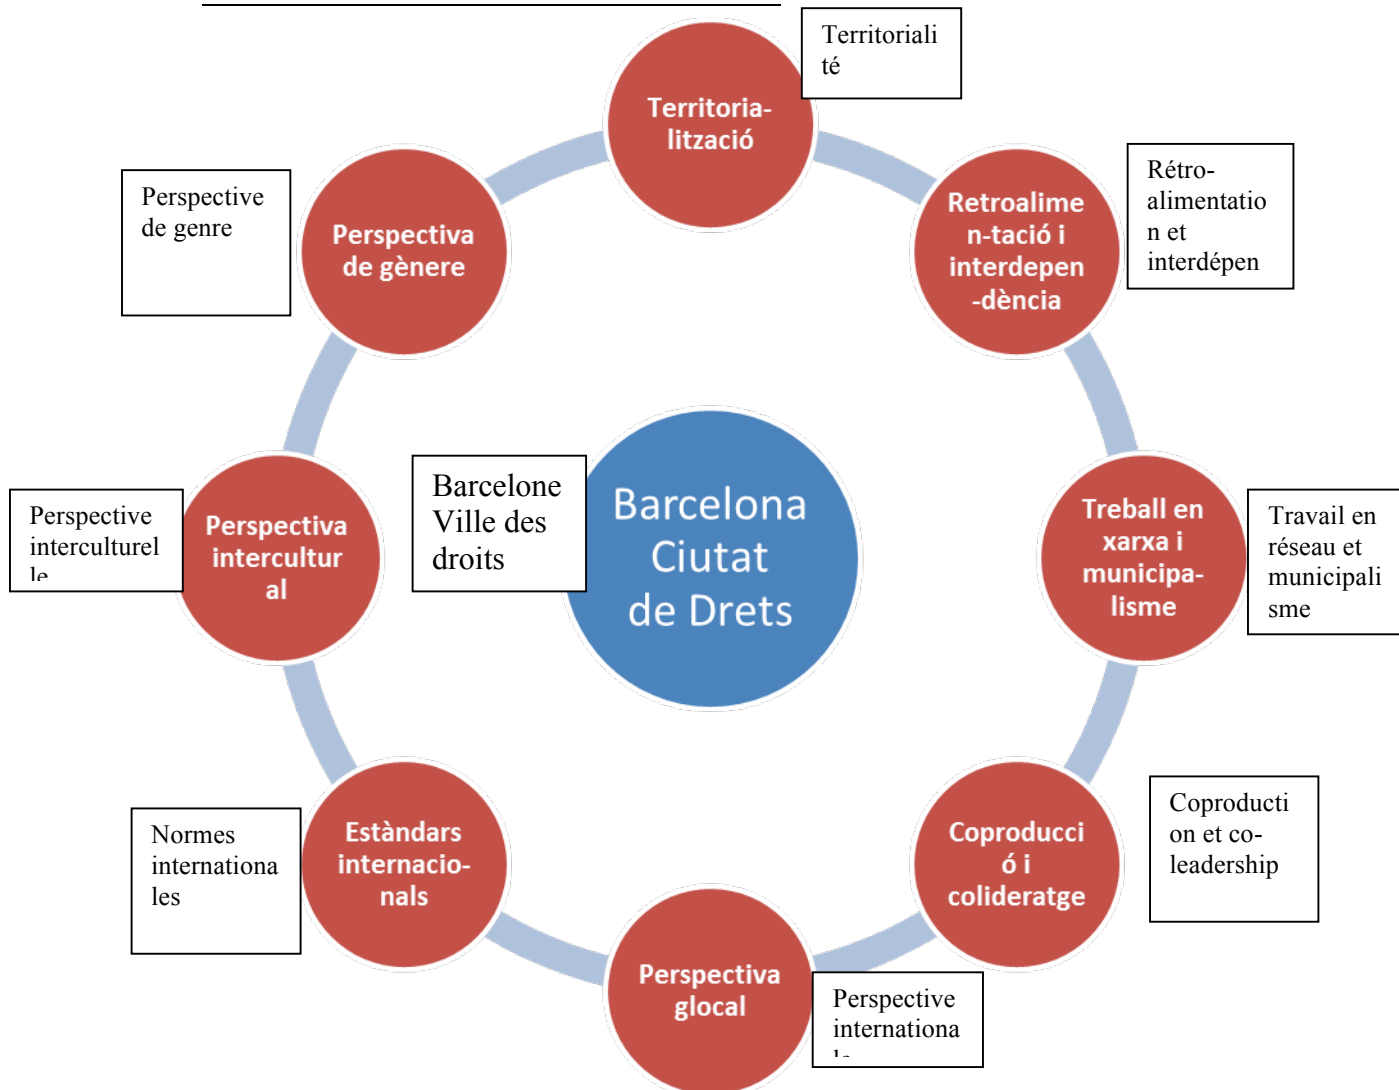 Territoriali
té
Territoria-
lització
Rétro-
alimentatio
n et
interdépen
Retroalime
n-tació i
interdepen
-dència
Perspective
de genre
Perspectiva
de gènere
Barcelone
Ville des
droits
Barcelona
Ciutat
de Drets
Perspective
interculturel
le
Perspectiva
intercultur
al
Treball en
xarxa i
municipa-
lisme
Travail en
réseau et
municipali
sme
Normes
internationa
les
Estàndars
internacio-
nals
Coproducci
ó i
colideratge
Coproducti
on et co-
leadership
Perspectiva
glocal
Perspective
internationa
le